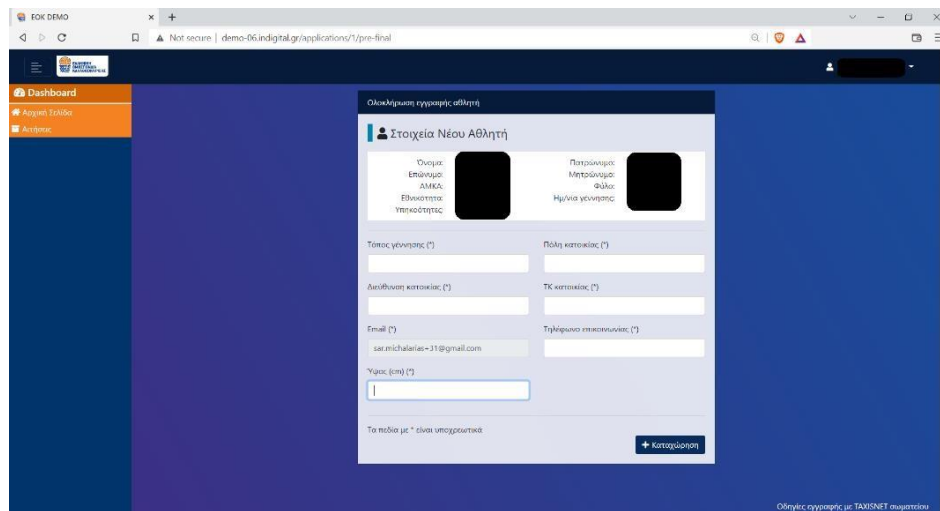 EOK DEMO
Not secure | demo-06.indigital.gr/applications/1/pre-final
Dashboard
Αρχική Σελίδα
Αιτήσεις
Ολοκλήρωση εγγραφής αθλητή
Στοιχεία Νέου Αθλητή
Όνομα:
Επώνυμο:
ΑΜΚΑ:
Εθνικότητα:
Υπηκοότητες:
Πατρώνυμο:
Μητρώνυμο:
Φύλο:
Ημ/νια γέννησης:
Τόπος γέννησης (*)
Πόλη κατοικίας (*)
Διεύθυνση κατοικίας (*)
ΤΚ κατοικίας (*)
Email (*)
Τηλέφωνο επικοινωνίας (*)
sar.michalarias+31@gmail.com
Ύψος (cm) (*)
Τα πεδία με * είναι υποχρεωτικά
+ Καταχώρηση
Οδηγίες εγγραφής με TAXISNET σωματείου